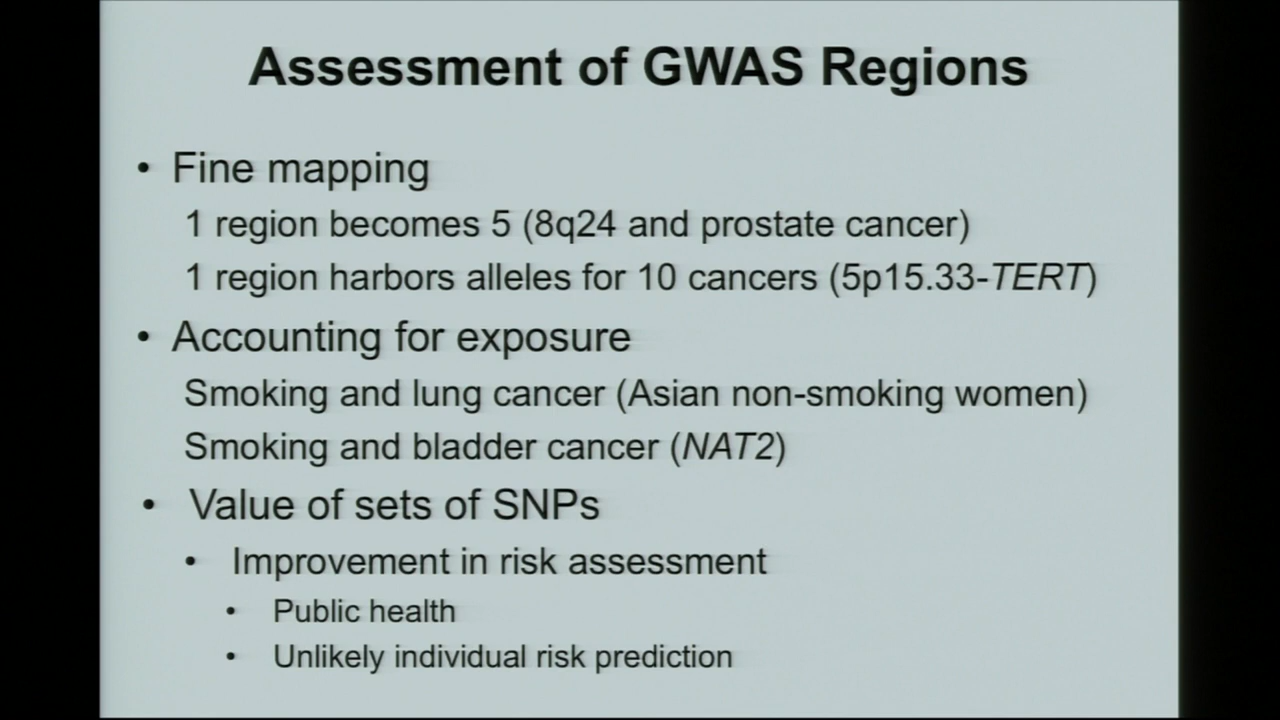 Assessment of GWAS Regions
• Fine mapping
1 region becomes 5 (8q24 and prostate cancer)
1 region harbors alleles for 10 cancers (5p15.33-TERT)
• Accounting for exposure
Smoking and lung cancer (Asian non-smoking women)
Smoking and bladder cancer (NAT2)
• Value of sets of SNPs
• Improvement in risk assessment
• Public health
• Unlikely individual risk prediction